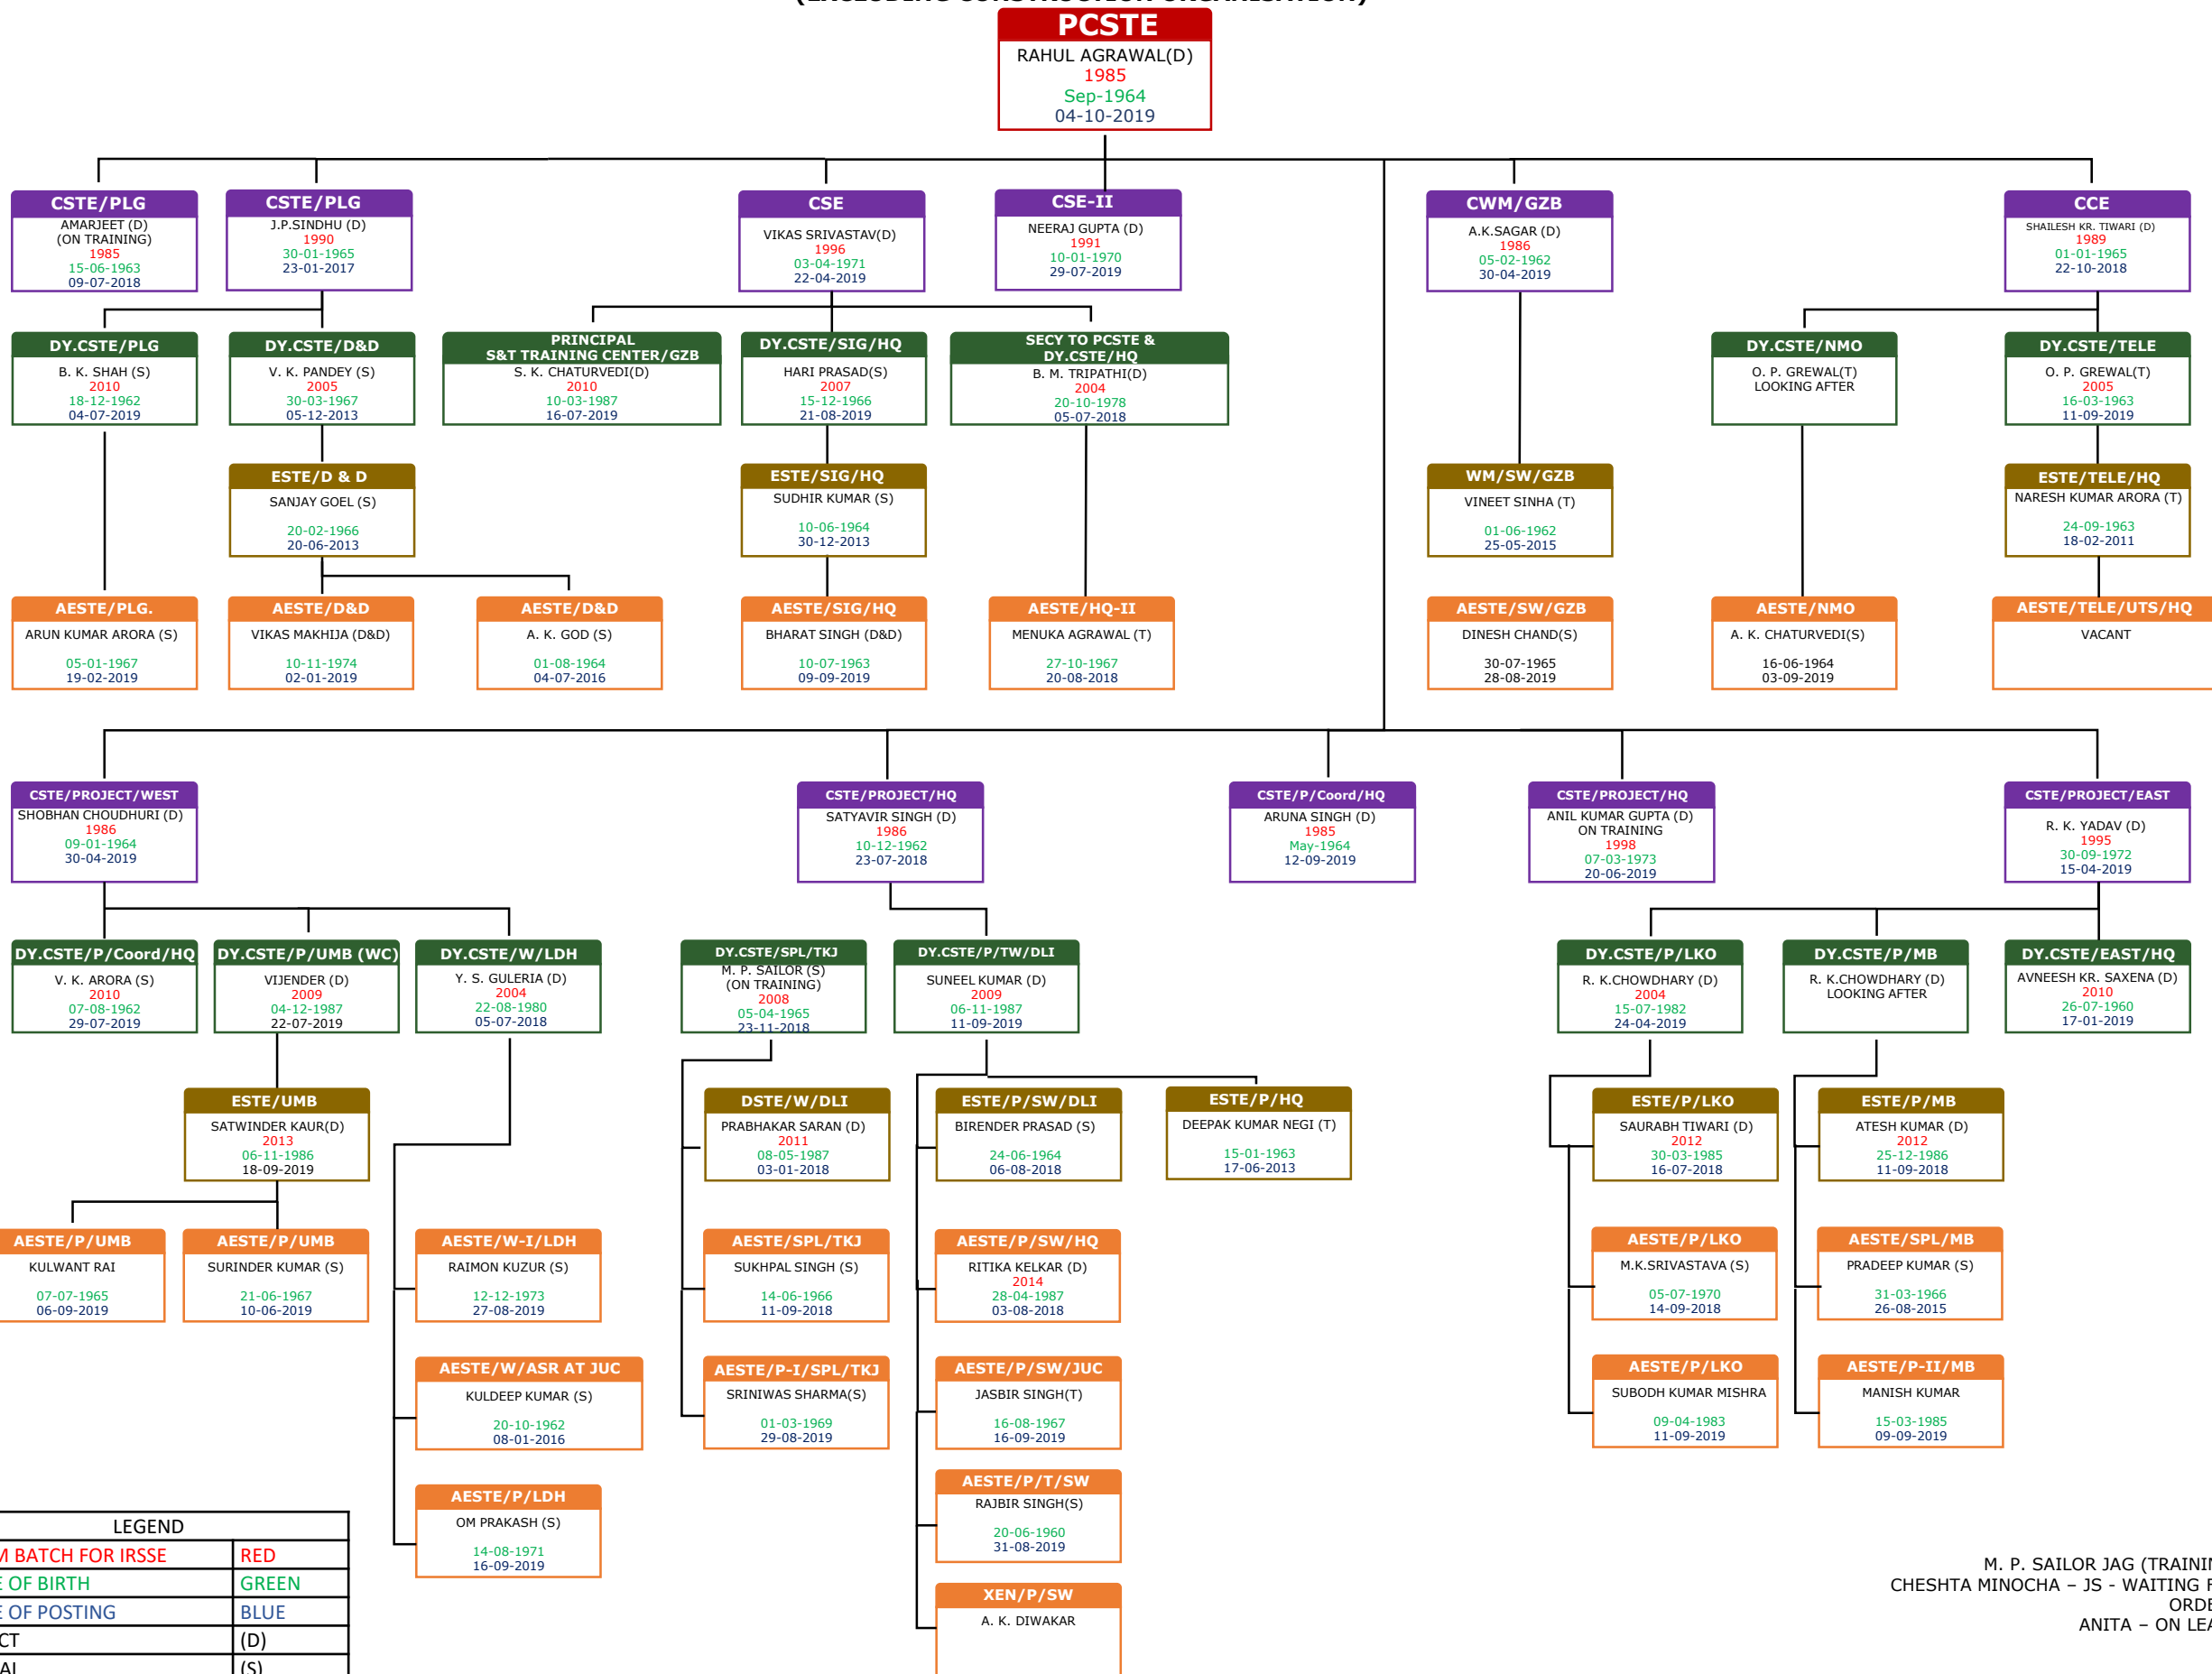 (EXCLUDING CONSTRUCTION ORGANISATION)
PCSTE
RAHUL AGRAWAL(D)
1985
Sep-1964
04-10-2019
CSTE/PLG
AMARJEET (D)
(ON TRAINING)
1985
15-06-1963
09-07-2018
CSTE/PLG
J.P.SINDHU (D)
1990
30-01-1965
23-01-2017
CSE
VIKAS SRIVASTAV(D)
1996
03-04-1971
22-04-2019
CSE-II
NEERAJ GUPTA (D)
1991
10-01-1970
29-07-2019
CWM/GZB
A.K.SAGAR (D)
1986
05-02-1962
30-04-2019
CCE
SHAILESH KR. TIWARI (D)
1989
01-01-1965
22-10-2018
DY.CSTE/PLG
B. K. SHAH (S)
2010
18-12-1962
04-07-2019
DY.CSTE/D&D
V. K. PANDEY (S)
2005
30-03-1967
05-12-2013
PRINCIPAL
S&T TRAINING CENTER/GZB
S. K. CHATURVEDI(D)
2010
10-03-1987
16-07-2019
DY.CSTE/SIG/HQ
HARI PRASAD(S)
2007
15-12-1966
21-08-2019
SECY TO PCSTE &
DY.CSTE/HQ
B. M. TRIPATHI(D)
2004
20-10-1978
05-07-2018
DY.CSTE/NMO
O. P. GREWAL(T)
LOOKING AFTER
DY.CSTE/TELE
O. P. GREWAL(T)
2005
16-03-1963
11-09-2019
ESTE/D & D
SANJAY GOEL (S)
20-02-1966
20-06-2013
ESTE/SIG/HQ
SUDHIR KUMAR (S)
10-06-1964
30-12-2013
WM/SW/GZB
VINEET SINHA (T)
01-06-1962
25-05-2015
ESTE/TELE/HQ
NARESH KUMAR ARORA (T)
24-09-1963
18-02-2011
AESTE/PLG.
ARUN KUMAR ARORA (S)
05-01-1967
19-02-2019
AESTE/D&D
VIKAS MAKHIJA (D&D)
10-11-1974
02-01-2019
AESTE/D&D
A. K. GOD (S)
01-08-1964
04-07-2016
AESTE/SIG/HQ
BHARAT SINGH (D&D)
10-07-1963
09-09-2019
AESTE/HQ-II
MENUKA AGRAWAL (T)
27-10-1967
20-08-2018
AESTE/SW/GZB
DINESH CHAND(S)
30-07-1965
28-08-2019
AESTE/NMO
A. K. CHATURVEDI(S)
16-06-1964
03-09-2019
AESTE/TELE/UTS/HQ
VACANT
CSTE/PROJECT/WEST
SHOBHAN CHOUDHURI (D)
1986
09-01-1964
30-04-2019
CSTE/PROJECT/HQ
SATYAVIR SINGH (D)
1986
10-12-1962
23-07-2018
CSTE/P/Coord/HQ
ARUNA SINGH (D)
1985
May-1964
12-09-2019
CSTE/PROJECT/HQ
ANIL KUMAR GUPTA (D)
ON TRAINING
1998
07-03-1973
20-06-2019
CSTE/PROJECT/EAST
R. K. YADAV (D)
1995
30-09-1972
15-04-2019
DY.CSTE/P/Coord/HQ
V. K. ARORA (S)
2010
07-08-1962
29-07-2019
DY.CSTE/P/UMB (WC)
VIJENDER (D)
2009
04-12-1987
22-07-2019
DY.CSTE/W/LDH
Y. S. GULERIA (D)
2004
22-08-1980
05-07-2018
DY.CSTE/SPL/TKJ
M. P. SAILOR (S)
(ON TRAINING)
2008
05-04-1965
23-11-2018
DY.CSTE/P/TW/DLI
SUNEEL KUMAR (D)
2009
06-11-1987
11-09-2019
DY.CSTE/P/LKO
R. K.CHOWDHARY (D)
2004
15-07-1982
24-04-2019
DY.CSTE/P/MB
R. K.CHOWDHARY (D)
LOOKING AFTER
DY.CSTE/EAST/HQ
AVNEESH KR. SAXENA (D)
2010
26-07-1960
17-01-2019
ESTE/UMB
SATWINDER KAUR(D)
2013
06-11-1986
18-09-2019
DSTE/W/DLI
PRABHAKAR SARAN (D)
2011
08-05-1987
03-01-2018
ESTE/P/SW/DLI
BIRENDER PRASAD (S)
24-06-1964
06-08-2018
ESTE/P/HQ
DEEPAK KUMAR NEGI (T)
15-01-1963
17-06-2013
ESTE/P/LKO
SAURABH TIWARI (D)
2012
30-03-1985
16-07-2018
ESTE/P/MB
ATESH KUMAR (D)
2012
25-12-1986
11-09-2018
AESTE/P/UMB
KULWANT RAI
07-07-1965
06-09-2019
AESTE/P/UMB
SURINDER KUMAR (S)
21-06-1967
10-06-2019
AESTE/W-I/LDH
RAIMON KUZUR (S)
12-12-1973
27-08-2019
AESTE/SPL/TKJ
SUKHPAL SINGH (S)
14-06-1966
11-09-2018
AESTE/P/SW/HQ
RITIKA KELKAR (D)
2014
28-04-1987
03-08-2018
AESTE/P/LKO
M.K.SRIVASTAVA (S)
05-07-1970
14-09-2018
AESTE/SPL/MB
PRADEEP KUMAR (S)
31-03-1966
26-08-2015
AESTE/W/ASR AT JUC
KULDEEP KUMAR (S)
20-10-1962
08-01-2016
AESTE/P-I/SPL/TKJ
SRINIWAS SHARMA(S)
01-03-1969
29-08-2019
AESTE/P/SW/JUC
JASBIR SINGH(T)
16-08-1967
16-09-2019
AESTE/P/LKO
SUBODH KUMAR MISHRA
09-04-1983
11-09-2019
AESTE/P-II/MB
MANISH KUMAR
15-03-1985
09-09-2019
AESTE/P/LDH
OM PRAKASH (S)
14-08-1971
16-09-2019
AESTE/P/T/SW
RAJBIR SINGH(S)
20-06-1960
31-08-2019
XEN/P/SW
A. K. DIWAKAR
LEGEND
M BATCH FOR IRSSE RED
E OF BIRTH GREEN
E OF POSTING BLUE
CT (D)
AL (S)
M. P. SAILOR JAG (TRAININ
CHESHTA MINOCHA – JS - WAITING F
ORDE
ANITA – ON LEA